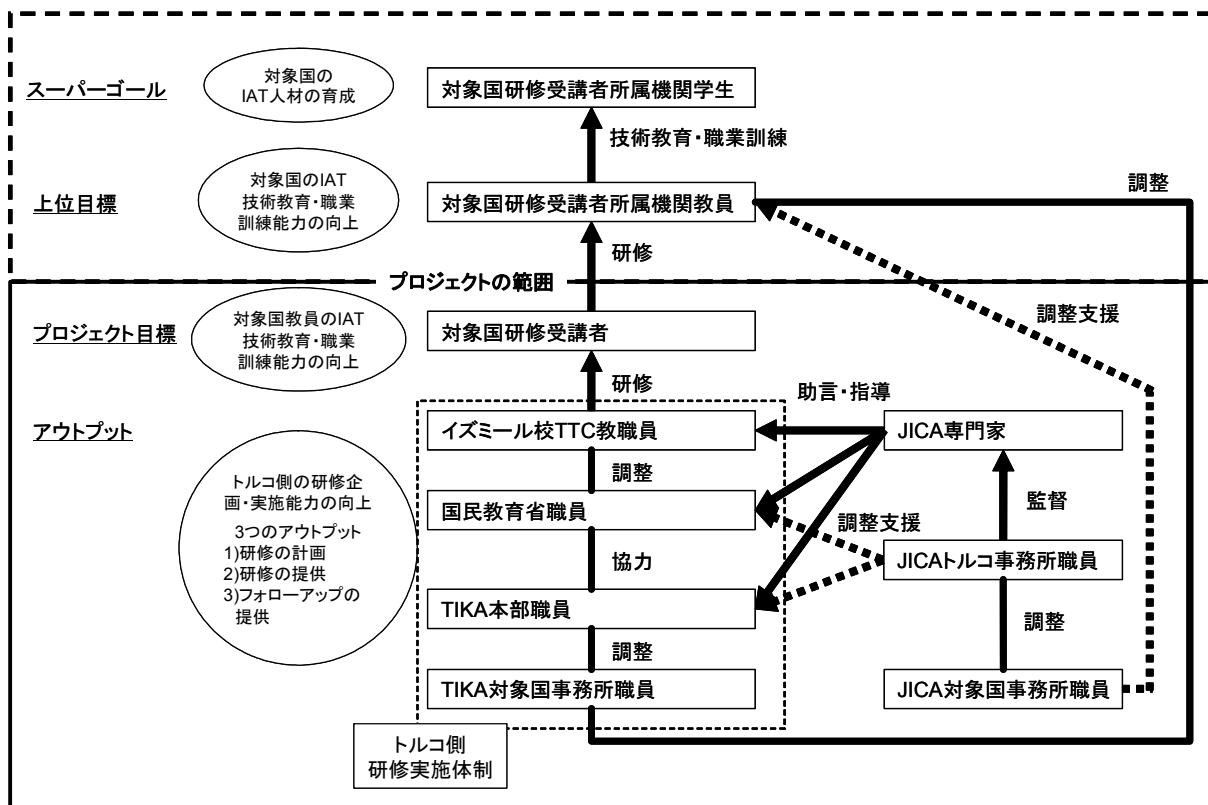 スーパーゴール
対象国の
IAT人材の育成
対象国研修受講者所属機関学生
技術教育・職業訓練
上位目標
対象国のIAT
技術教育・職業
訓練能力の向上
対象国研修受講者所属機関教員
調整
研修
プロジェクトの範囲
プロジェクト目標
対象国教員のIAT
技術教育・職業
訓練能力の向上
対象国研修受講者
調整支援
研修
助言・指導
アウトプット
イズミール校TTC教職員
JICA専門家
トルコ側の研修企
画・実施能力の向上
3つのアウトプット
1)研修の計画
2)研修の提供
3)フォローアップの
提供
調整
監督
国民教育省職員
調整支援
協力
JICAトルコ事務所職員
TIKA本部職員
調整
調整
TIKA対象国事務所職員
JICA対象国事務所職員
トルコ側
研修実施体制